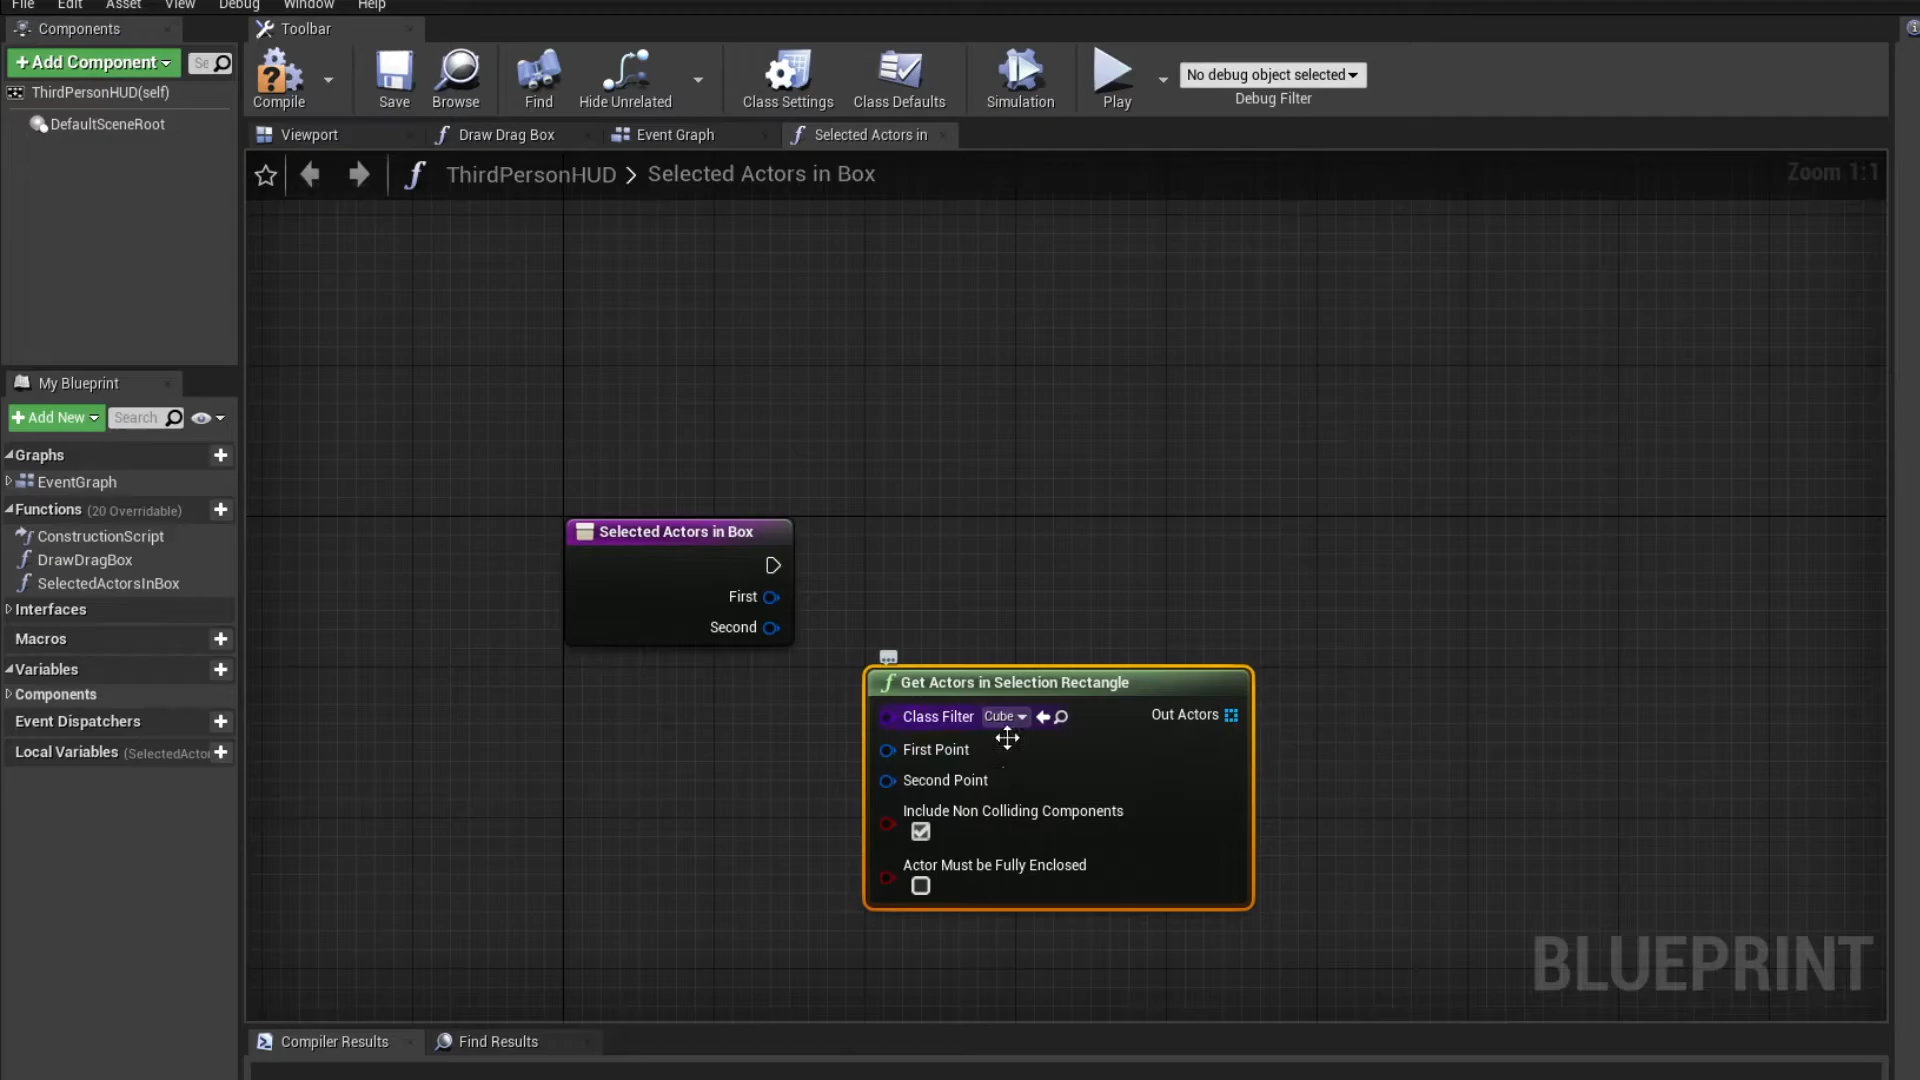 File Edit Asset View Debug Window Help
Components
Toolbar
+Add Component
Se
ThirdPersonHUD(self)
DefaultSceneRoot
Compile
Save
Browse
Find
Hide Unrelated
Class Settings
Class Defaults
Simulation
Play
No debug object selected
Debug Filter
Viewport
Draw Drag Box
Event Graph
Selected Actors in
ThirdPersonHUD > Selected Actors in Box
Zoom 1:1
My Blueprint
+Add New
Search
Graphs
EventGraph
Functions (20 Overridable)
ConstructionScript
DrawDragBox
SelectedActorsInBox
Interfaces
Macros
Variables
Components
Event Dispatchers
Local Variables (SelectedActo
Selected Actors in Box
First
Second
Get Actors in Selection Rectangle
Class Filter Cube
Out Actors
First Point
Second Point
Include Non Colliding Components
Actor Must be Fully Enclosed
BLUEPRINT
Compiler Results
Find Results